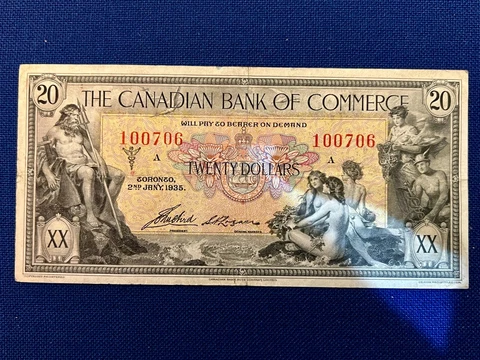 20 THE CANADIAN BANK OF COMMERCE 20
WILL PAY TO BEARER ON DEMAND
100706 100706
A A
TWENTY DOLLARS
TORONTO,
2ND JANY, 1935.
PRESIDENT
XX XX